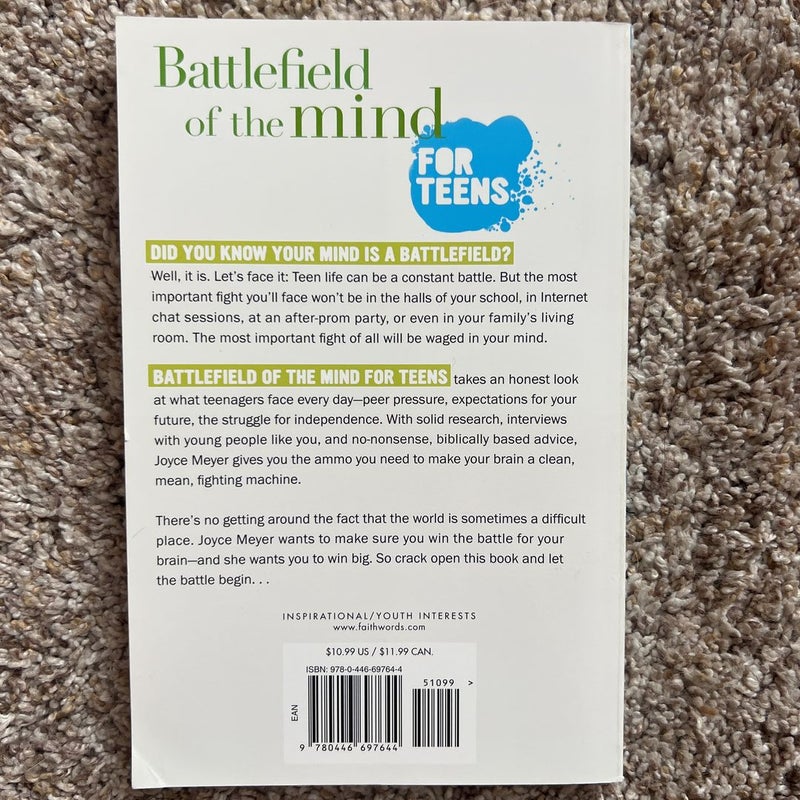 Battlefield
of the mind
FOR
TEENS
DID YOU KNOW YOUR MIND IS A BATTLEFIELD?
Well, it is. Let's face it: Teen life can be a constant battle. But the most
important fight you'll face won't be in the halls of your school, in Internet
chat sessions, at an after-prom party, or even in your family's living
room. The most important fight of all will be waged in your mind.
BATTLEFIELD OF THE MIND FOR TEENS takes an honest look
at what teenagers face every day—peer pressure, expectations for your
future, the struggle for independence. With solid research, interviews
with young people like you, and no-nonsense, biblically based advice,
Joyce Meyer gives you the ammo you need to make your brain a clean,
mean, fighting machine.
There's no getting around the fact that the world is sometimes a difficult
place. Joyce Meyer wants to make sure you win the battle for your
brain—and she wants you to win big. So crack open this book and let
the battle begin. . .
INSPIRATIONAL/YOUTH INTERESTS
www.faithwords.com
$10.99 US / $11.99 CAN.
ISBN: 978-0-446-69764-4
51099 >
EAN
9 780446 697644